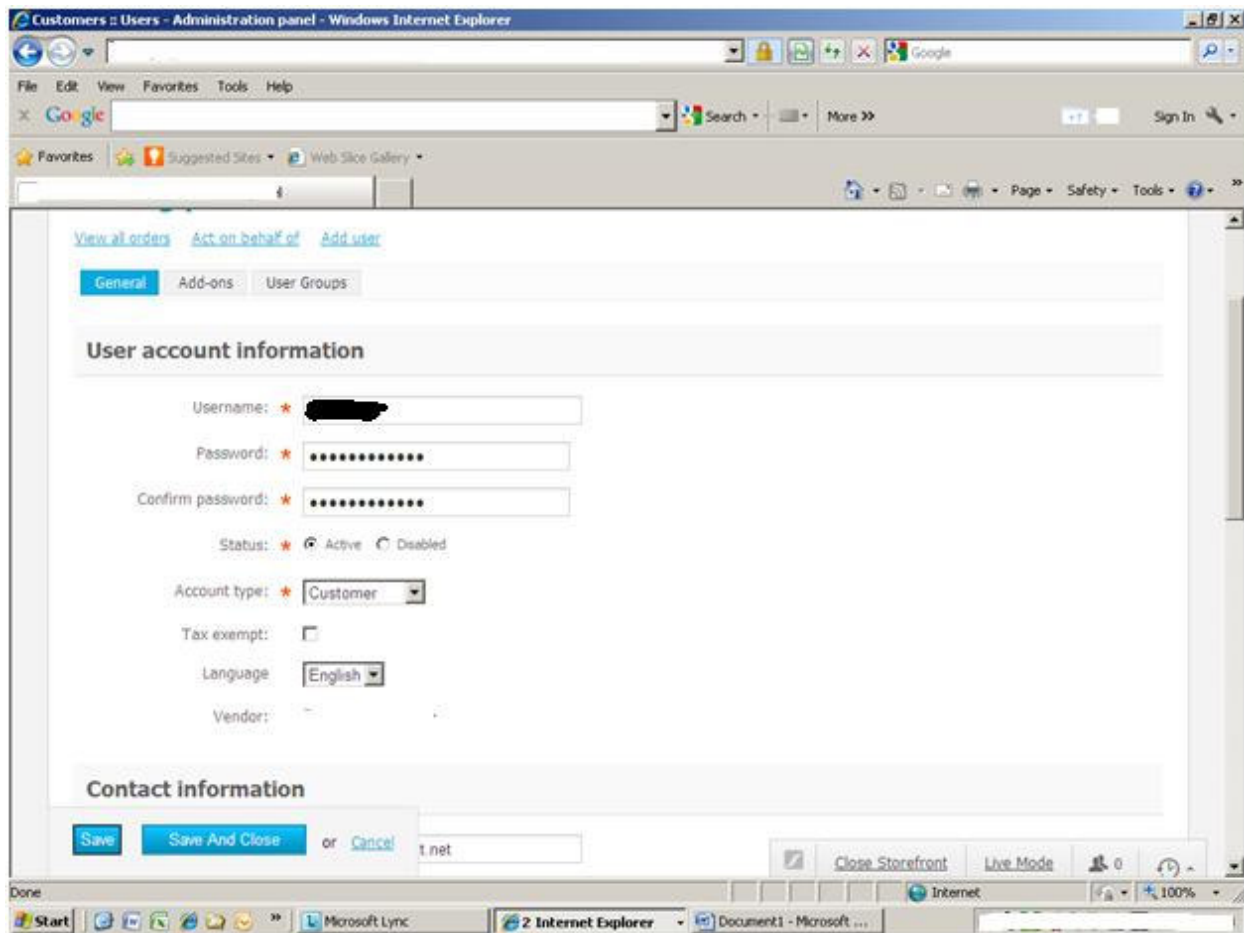 Customers :: Users - Administration panel - Windows Internet Explorer
Google
File Edit View Favorites Tools Help
Google Search More >> Sign In
Favorites Suggested Sites Web Slice Gallery
Page Safety Tools
View all orders Act on behalf of Add user
General Add-ons User Groups
User account information
Username: *
Password: * ••••••••••••
Confirm password: * ••••••••••••
Status: * Active Disabled
Account type: * Customer
Tax exempt:
Language English
Vendor:
Contact information
Save Save And Close or Cancel t.net
Close Storefront Live Mode 0
Done Internet 100%
Start Microsoft Lync 2 Internet Explorer Document1 - Microsoft ...